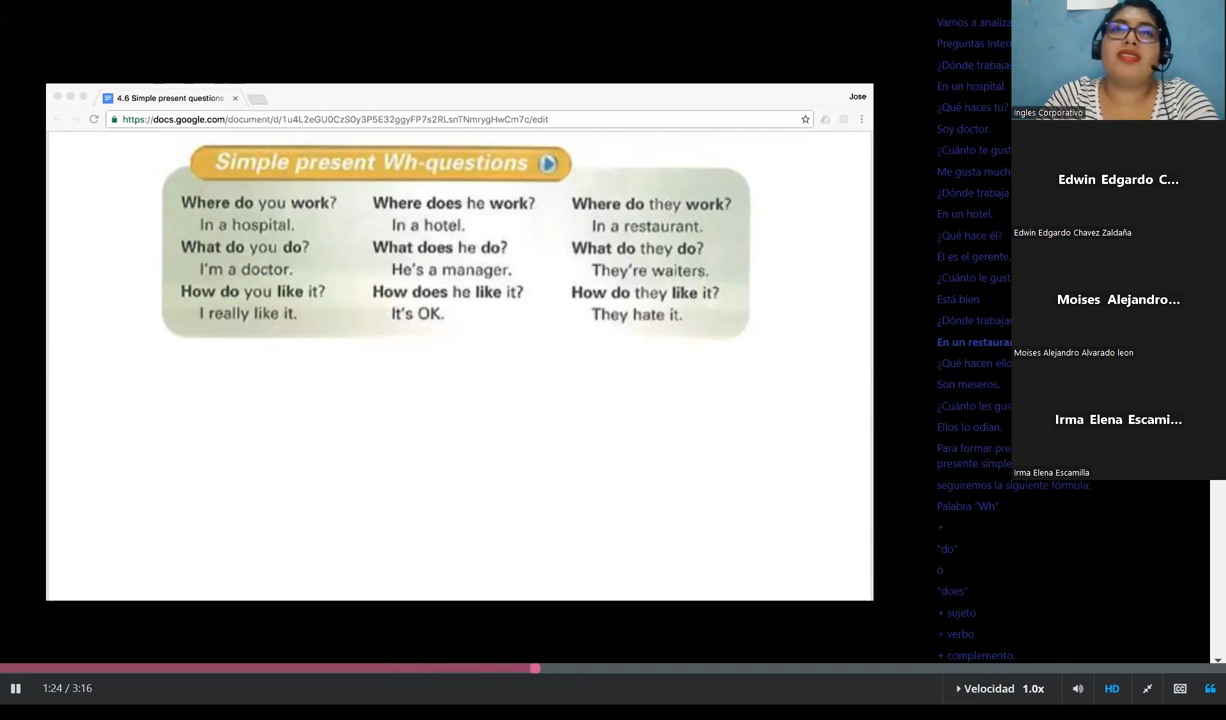 4.6 Simple present questions
Jose
https://docs.google.com/document/d/1u4L2eGU0CzS0y3P5E32ggyFP7s2RLsnTNmrygHwCm7c/edit
Simple present Wh-questions
Where do you work?
In a hospital.
What do you do?
I'm a doctor.
How do you like it?
I really like it.
Where does he work?
In a hotel.
What does he do?
He's a manager.
How does he like it?
It's OK.
Where do they work?
In a restaurant.
What do they do?
They're waiters.
How do they like it?
They hate it.
Vamos a analiza
Preguntas Inter
¿Dónde trabajas
En un hospital.
¿Qué haces tu?
Soy doctor.
¿Cuánto te gust
Me gusta much
¿Dónde trabaja
En un hotel.
¿Qué hace él?
Él es el gerente.
¿Cuánto le gust
Está bien
¿Dónde trabajan
En un restaura
¿Qué hacen ello
Son meseros.
¿Cuánto les gus
Ellos lo odian.
Para formar pre
presente simple
seguiremos la siguiente fórmula:
Palabra "Wh"
+
"do"
ó
"does"
+ sujeto
+ verbo
+ complemento.
Ingles Corporativo
Edwin Edgardo C...
Edwin Edgardo Chavez Zaldaña
Moises Alejandro...
Moises Alejandro Alvarado leon
Irma Elena Escami...
Irma Elena Escamilla
1:24 / 3:16
Velocidad 1.0x
HD
CC